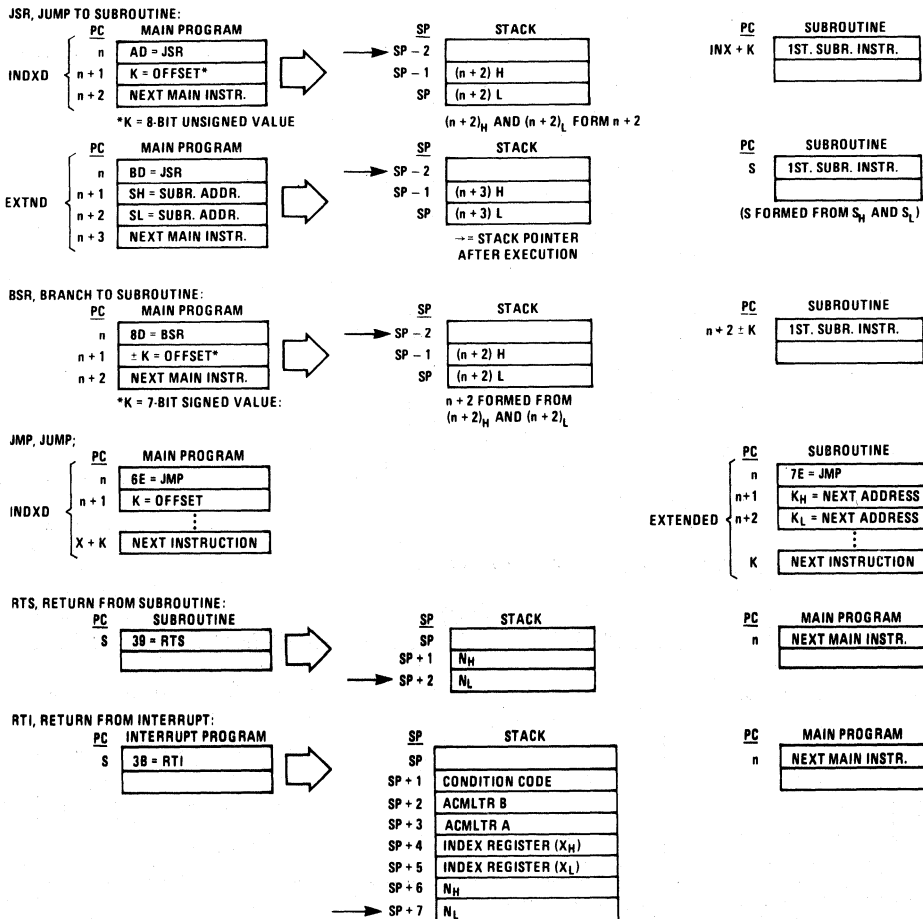 JSR, JUMP TO SUBROUTINE:
PC MAIN PROGRAM
n AD = JSR
INDXD n + 1 K = OFFSET*
n + 2 NEXT MAIN INSTR.
*K = 8-BIT UNSIGNED VALUE
SP STACK
→ SP − 2
SP − 1 (n + 2) H
SP (n + 2) L
(n + 2)H AND (n + 2)L FORM n + 2
PC SUBROUTINE
INX + K 1ST. SUBR. INSTR.
PC MAIN PROGRAM
n BD = JSR
EXTND n + 1 SH = SUBR. ADDR.
n + 2 SL = SUBR. ADDR.
n + 3 NEXT MAIN INSTR.
SP STACK
→ SP − 2
SP − 1 (n + 3) H
SP (n + 3) L
→ = STACK POINTER
AFTER EXECUTION
PC SUBROUTINE
S 1ST. SUBR. INSTR.
(S FORMED FROM SH AND SL)
BSR, BRANCH TO SUBROUTINE:
PC MAIN PROGRAM
n 8D = BSR
n + 1 ± K = OFFSET*
n + 2 NEXT MAIN INSTR.
*K = 7-BIT SIGNED VALUE:
SP STACK
→ SP − 2
SP − 1 (n + 2) H
SP (n + 2) L
n + 2 FORMED FROM
(n + 2)H AND (n + 2)L
PC SUBROUTINE
n + 2 ± K 1ST. SUBR. INSTR.
JMP, JUMP;
PC MAIN PROGRAM
n 6E = JMP
INDXD n + 1 K = OFFSET
X + K NEXT INSTRUCTION
PC SUBROUTINE
n 7E = JMP
n+1 KH = NEXT ADDRESS
EXTENDED n+2 KL = NEXT ADDRESS
K NEXT INSTRUCTION
RTS, RETURN FROM SUBROUTINE:
PC SUBROUTINE
S 39 = RTS
SP STACK
SP
SP + 1 NH
→ SP + 2 NL
PC MAIN PROGRAM
n NEXT MAIN INSTR.
RTI, RETURN FROM INTERRUPT:
PC INTERRUPT PROGRAM
S 3B = RTI
SP STACK
SP
SP + 1 CONDITION CODE
SP + 2 ACMLTR B
SP + 3 ACMLTR A
SP + 4 INDEX REGISTER (XH)
SP + 5 INDEX REGISTER (XL)
SP + 6 NH
→ SP + 7 NL
PC MAIN PROGRAM
n NEXT MAIN INSTR.